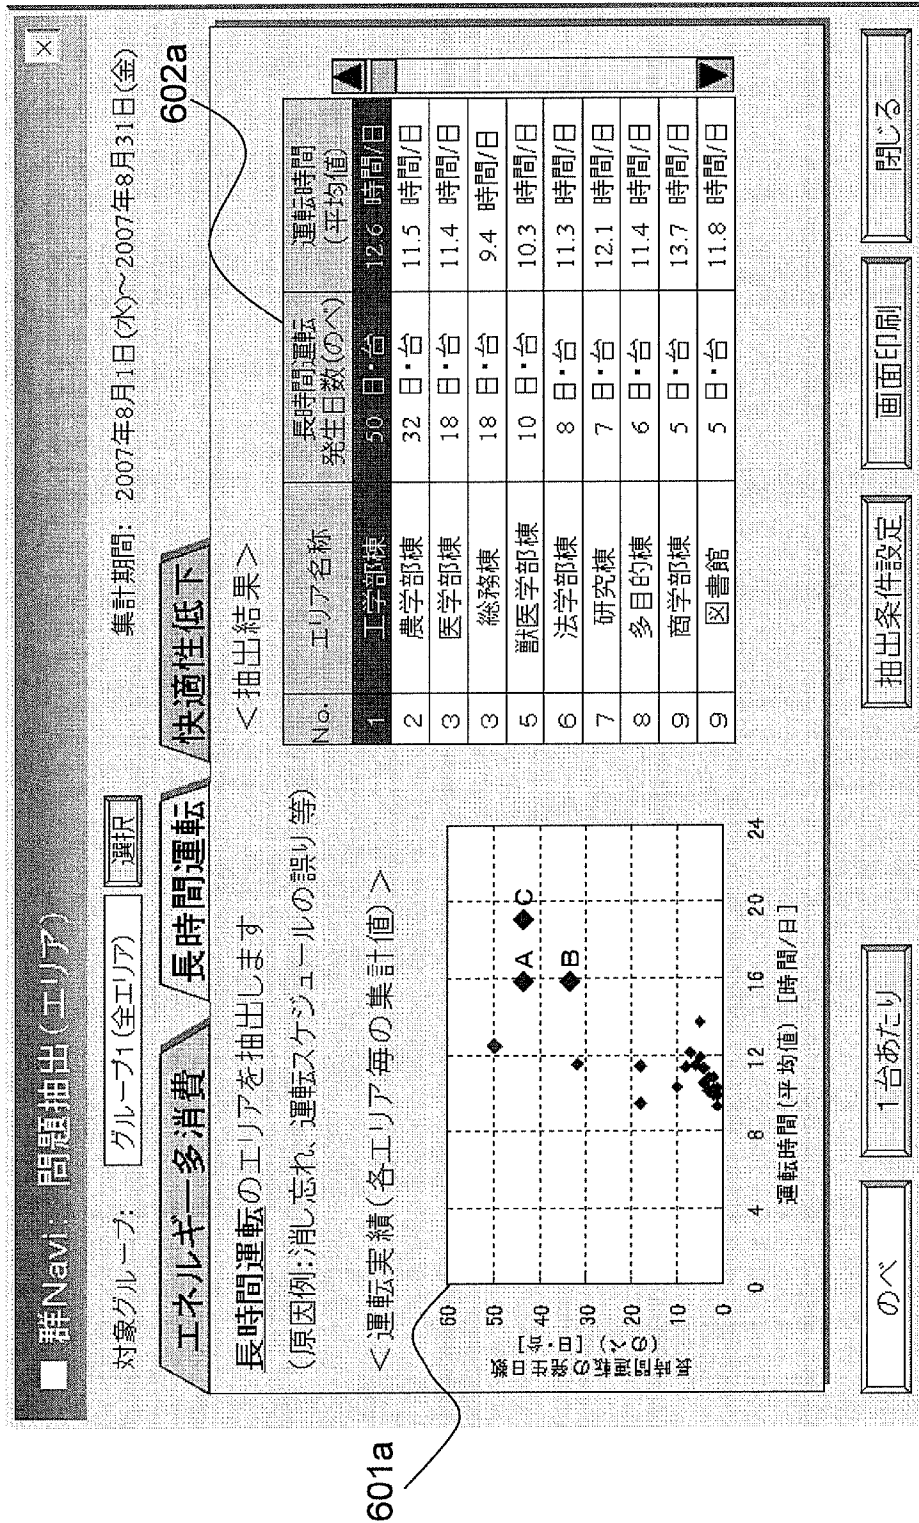 ■ 群Navi: 問題抽出(エリア)
×
対象グループ: グループ1(全エリア) 選択
集計期間: 2007年8月1日(水)~2007年8月31日(金)
エネルギー多消費
長時間運転
快適性低下
長時間運転のエリアを抽出します
(原因例:消し忘れ、運転スケジュールの誤り等)
<運転実績(各エリア毎の集計値)>
長時間運転の発生日数
(のべ) [日・台]
60
50
40
30
20
10
0
A
B
C
0 4 8 12 16 20 24
運転時間(平均値) [時間/日]
601a
<抽出結果>
602a
No. エリア名称 長時間運転発生日数(のべ) 運転時間(平均値)
1 工学部棟 50 日・台 12.6 時間/日
2 農学部棟 32 日・台 11.5 時間/日
3 医学部棟 18 日・台 11.4 時間/日
3 総務棟 18 日・台 9.4 時間/日
5 獣医学部棟 10 日・台 10.3 時間/日
6 法学部棟 8 日・台 11.3 時間/日
7 研究棟 7 日・台 12.1 時間/日
8 多目的棟 6 日・台 11.4 時間/日
9 商学部棟 5 日・台 13.7 時間/日
9 図書館 5 日・台 11.8 時間/日
▲
▼
のべ
1台あたり
抽出条件設定
画面印刷
閉じる